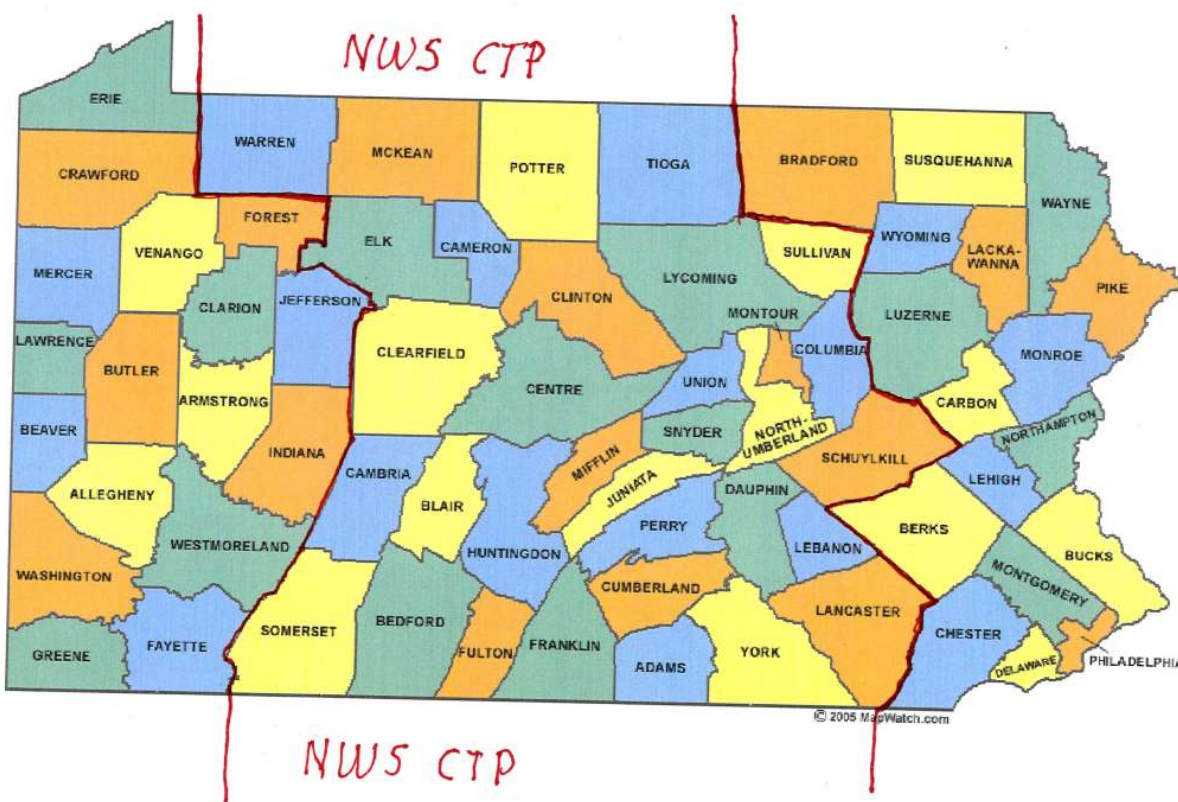 NWS CTP
ERIE
WARREN
MCKEAN
POTTER
TIOGA
BRADFORD
SUSQUEHANNA
CRAWFORD
WAYNE
FOREST
VENANGO
ELK
CAMERON
SULLIVAN
WYOMING
LACKA-
WANNA
MERCER
CLARION
JEFFERSON
CLINTON
LYCOMING
PIKE
LAWRENCE
MONTOUR
LUZERNE
BUTLER
CLEARFIELD
COLUMBIA
MONROE
ARMSTRONG
CENTRE
UNION
CARBON
BEAVER
SNYDER
NORTH-
UMBERLAND
NORTHAMPTON
INDIANA
CAMBRIA
MIFFLIN
SCHUYLKILL
ALLEGHENY
BLAIR
JUNIATA
DAUPHIN
LEHIGH
WESTMORELAND
HUNTINGDON
PERRY
LEBANON
BERKS
BUCKS
WASHINGTON
CUMBERLAND
MONTGOMERY
LANCASTER
SOMERSET
BEDFORD
CHESTER
GREENE
FAYETTE
FULTON
FRANKLIN
ADAMS
YORK
DELAWARE
PHILADELPHIA
© 2005 MapWatch.com
NWS CTP